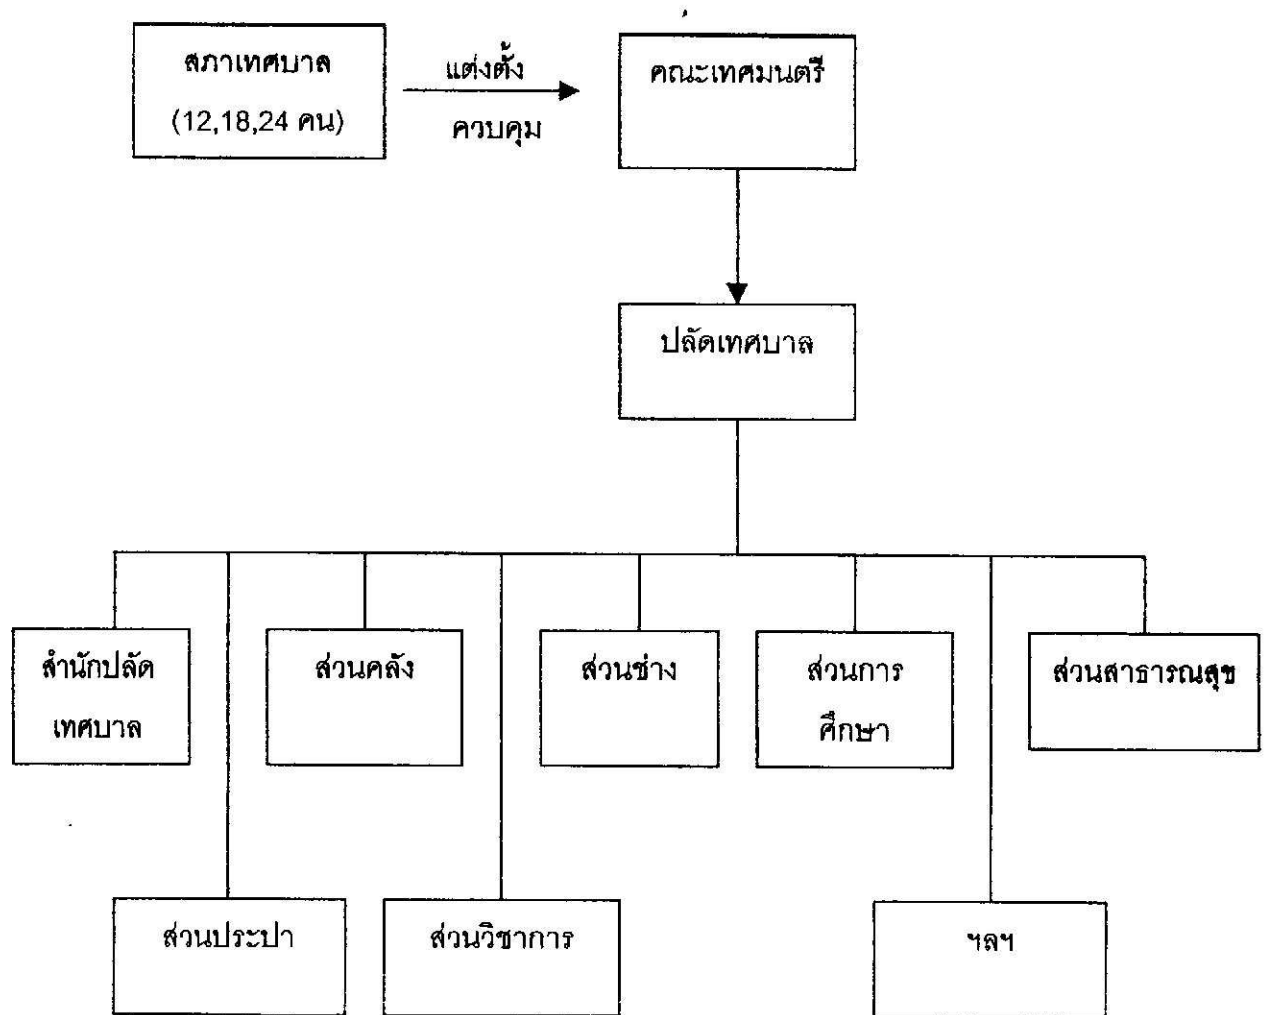 สภาเทศบาล
(12,18,24 คน)
แต่งตั้ง
ควบคุม
คณะเทศมนตรี
ปลัดเทศบาล
สำนักปลัด
เทศบาล
ส่วนคลัง
ส่วนช่าง
ส่วนการ
ศึกษา
ส่วนสาธารณสุข
ส่วนประปา
ส่วนวิชาการ
ฯลฯ